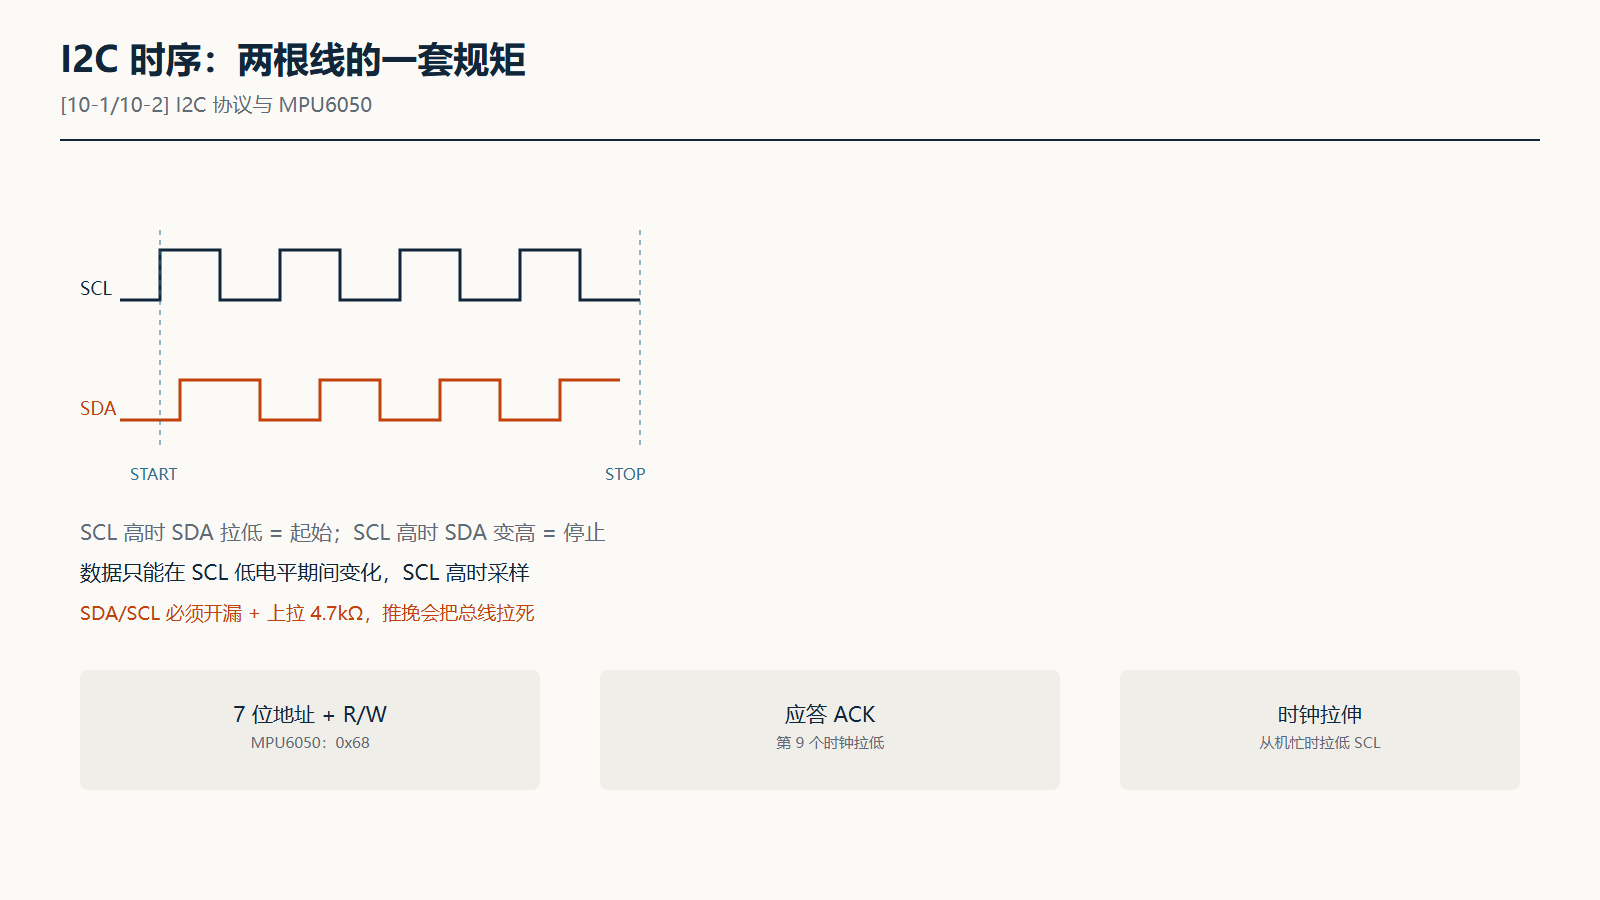 I2C 时序：两根线的一套规矩
[10-1/10-2] I2C 协议与 MPU6050
SCL
SDA
START
STOP
SCL 高时 SDA 拉低 = 起始；SCL 高时 SDA 变高 = 停止
数据只能在 SCL 低电平期间变化，SCL 高时采样
SDA/SCL 必须开漏 + 上拉 4.7kΩ，推挽会把总线拉死
7 位地址 + R/W
MPU6050：0x68
应答 ACK
第 9 个时钟拉低
时钟拉伸
从机忙时拉低 SCL